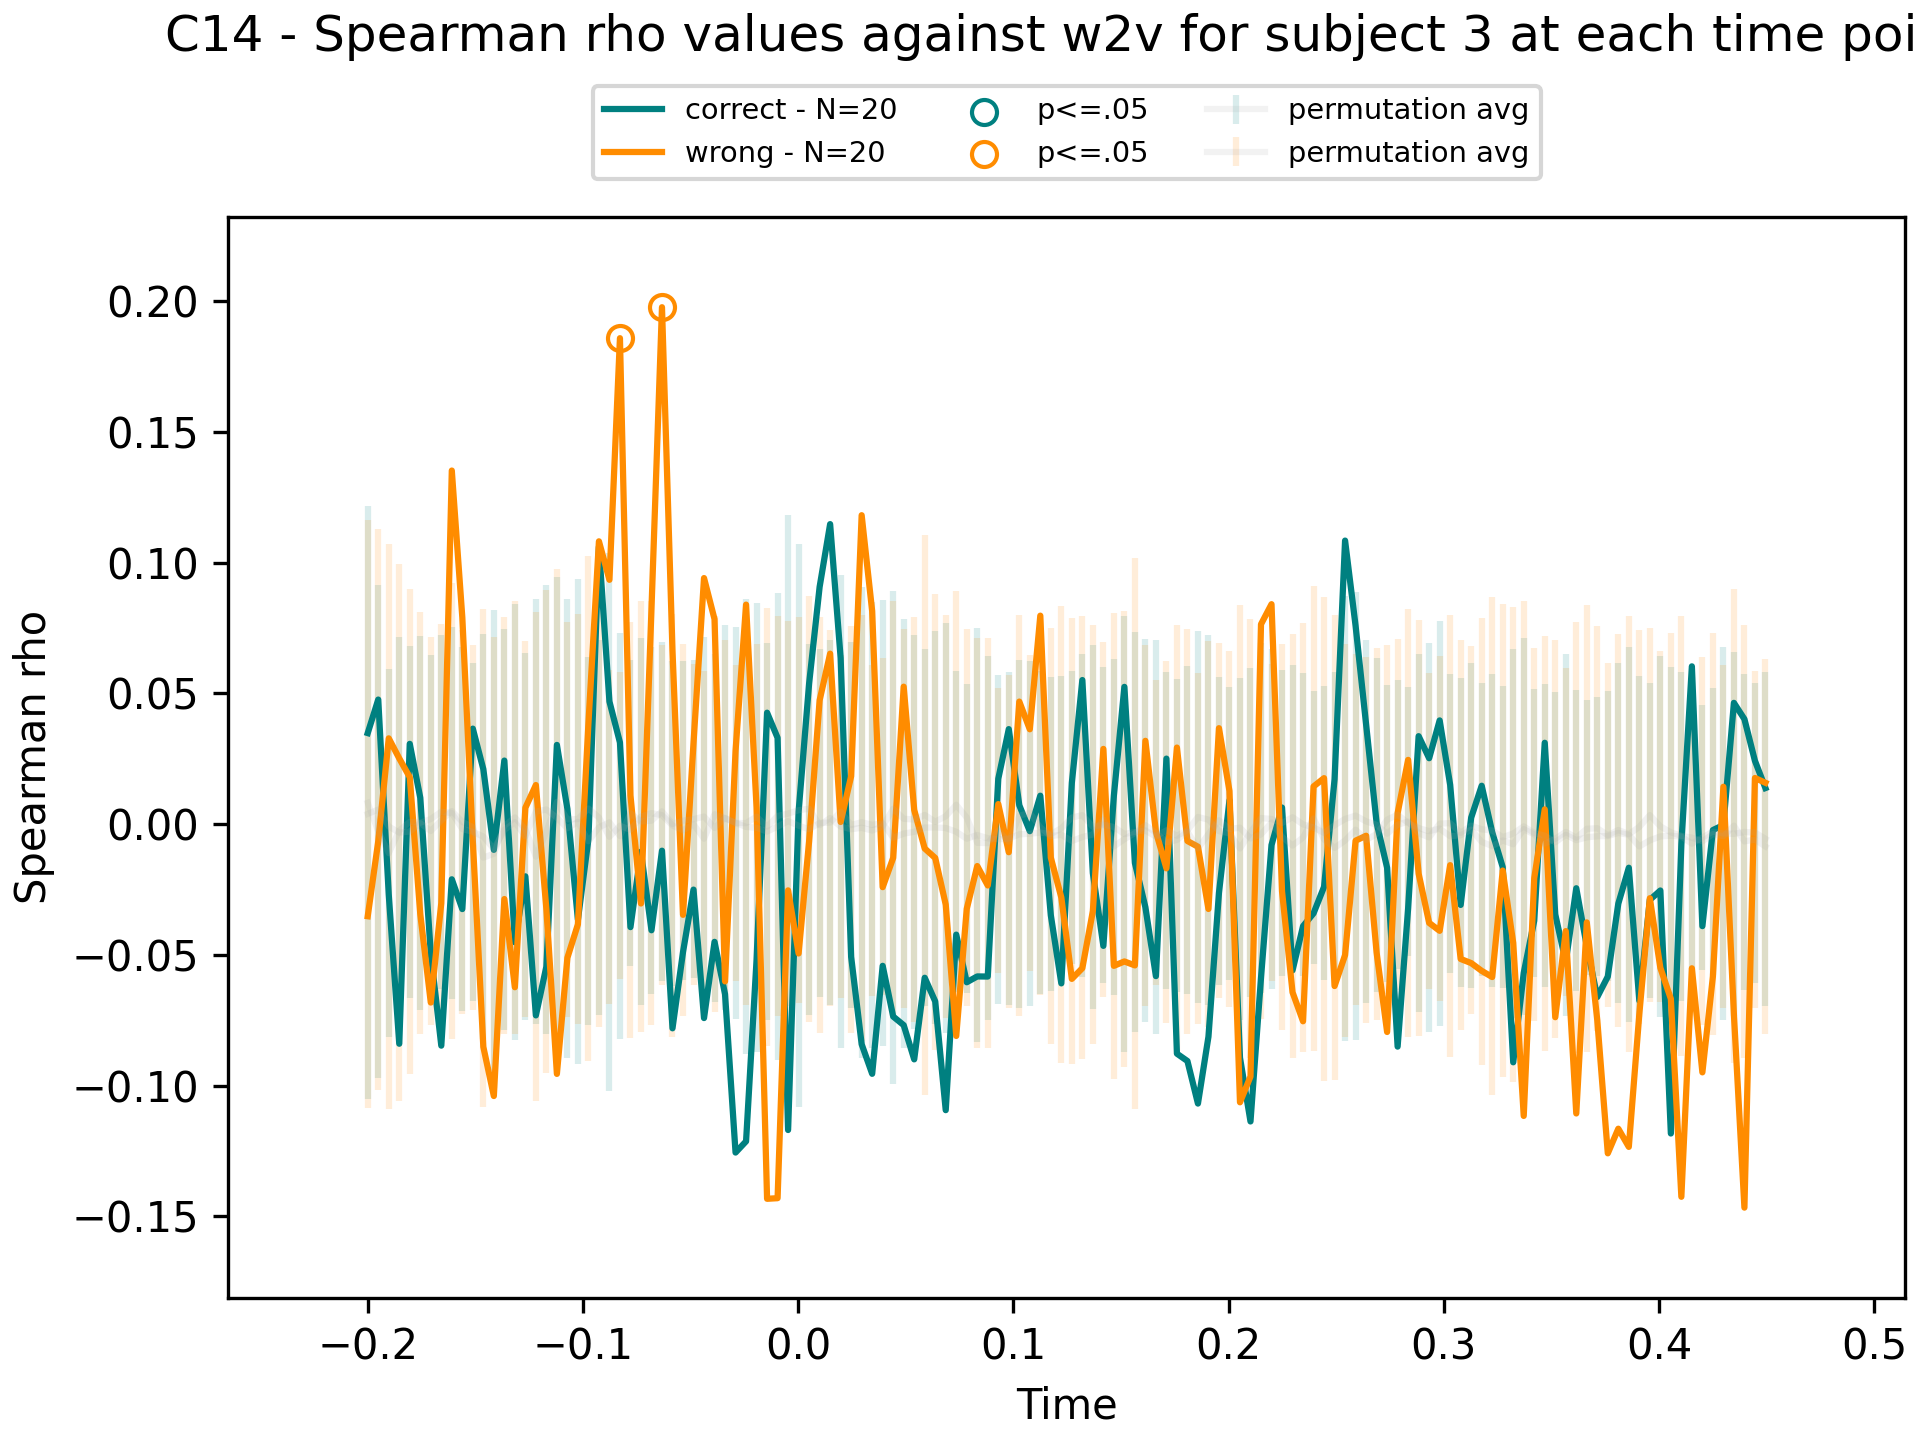 C14 - Spearman rho values against w2v for subject 3 at each time poi
correct - N=20
wrong - N=20
p<=.05
p<=.05
permutation avg
permutation avg
Spearman rho
0.20
0.15
0.10
0.05
0.00
−0.05
−0.10
−0.15
−0.2
−0.1
0.0
0.1
0.2
0.3
0.4
0.5
Time